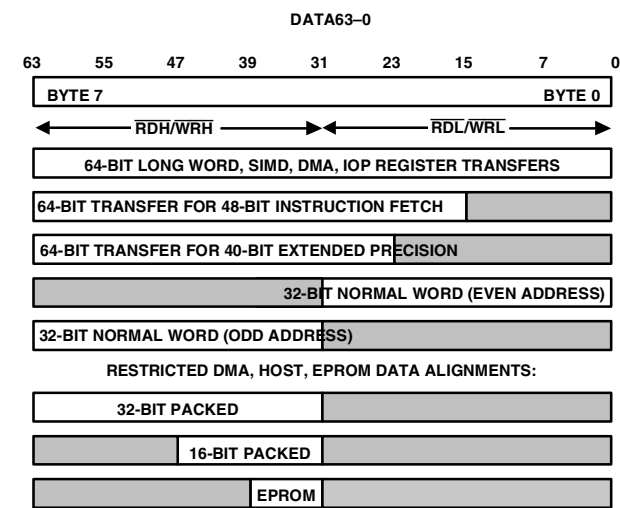 DATA63–0
63 55 47 39 31 23 15 7 0
BYTE 7 BYTE 0
RDH/WRH RDL/WRL
64-BIT LONG WORD, SIMD, DMA, IOP REGISTER TRANSFERS
64-BIT TRANSFER FOR 48-BIT INSTRUCTION FETCH
64-BIT TRANSFER FOR 40-BIT EXTENDED PRECISION
32-BIT NORMAL WORD (EVEN ADDRESS)
32-BIT NORMAL WORD (ODD ADDRESS)
RESTRICTED DMA, HOST, EPROM DATA ALIGNMENTS:
32-BIT PACKED
16-BIT PACKED
EPROM